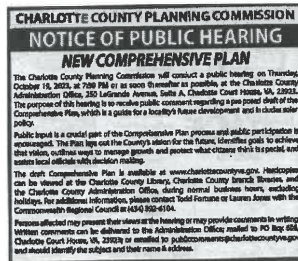 CHARLOTTE COUNTY PLANNING COMMISSION
NOTICE OF PUBLIC HEARING
NEW COMPREHENSIVE PLAN
The Charlotte County Planning Commission will conduct a public hearing on Thursday,
October 19, 2023, at 7:30 PM or as soon thereafter as possible, at the Charlotte County
Administration Office, 250 LeGrande Avenue, Suite A, Charlotte Court House, VA, 23923.
The purpose of this hearing is to receive public comment regarding a proposed draft of the
Comprehensive Plan, which is a guide for a locality's future development and includes solar
policy.
Public input is a crucial part of the Comprehensive Plan process and public participation is
encouraged. The Plan lays out the County's vision for the future, identifies goals to achieve
that vision, outlines ways to manage growth and protect what citizens think is special, and
assists local officials with decision making.
The draft Comprehensive Plan is available at www.charlottecountyva.gov. Hardcopies
can be viewed at the Charlotte County Library, Charlotte County branch libraries, and
the Charlotte County Administration Office, during normal business hours, excluding
holidays. For additional information, please contact Todd Fortune or Lauren Jones with the
Commonwealth Regional Council at (434) 392-6104.
Persons affected may present their views at the hearing or may provide comments in writing.
Written comments can be delivered to the Administration Office; mailed to PO Box 608,
Charlotte Court House, VA, 23923; or emailed to publiccomments@charlottecountyva.gov
and should identify the subject and their name & address.